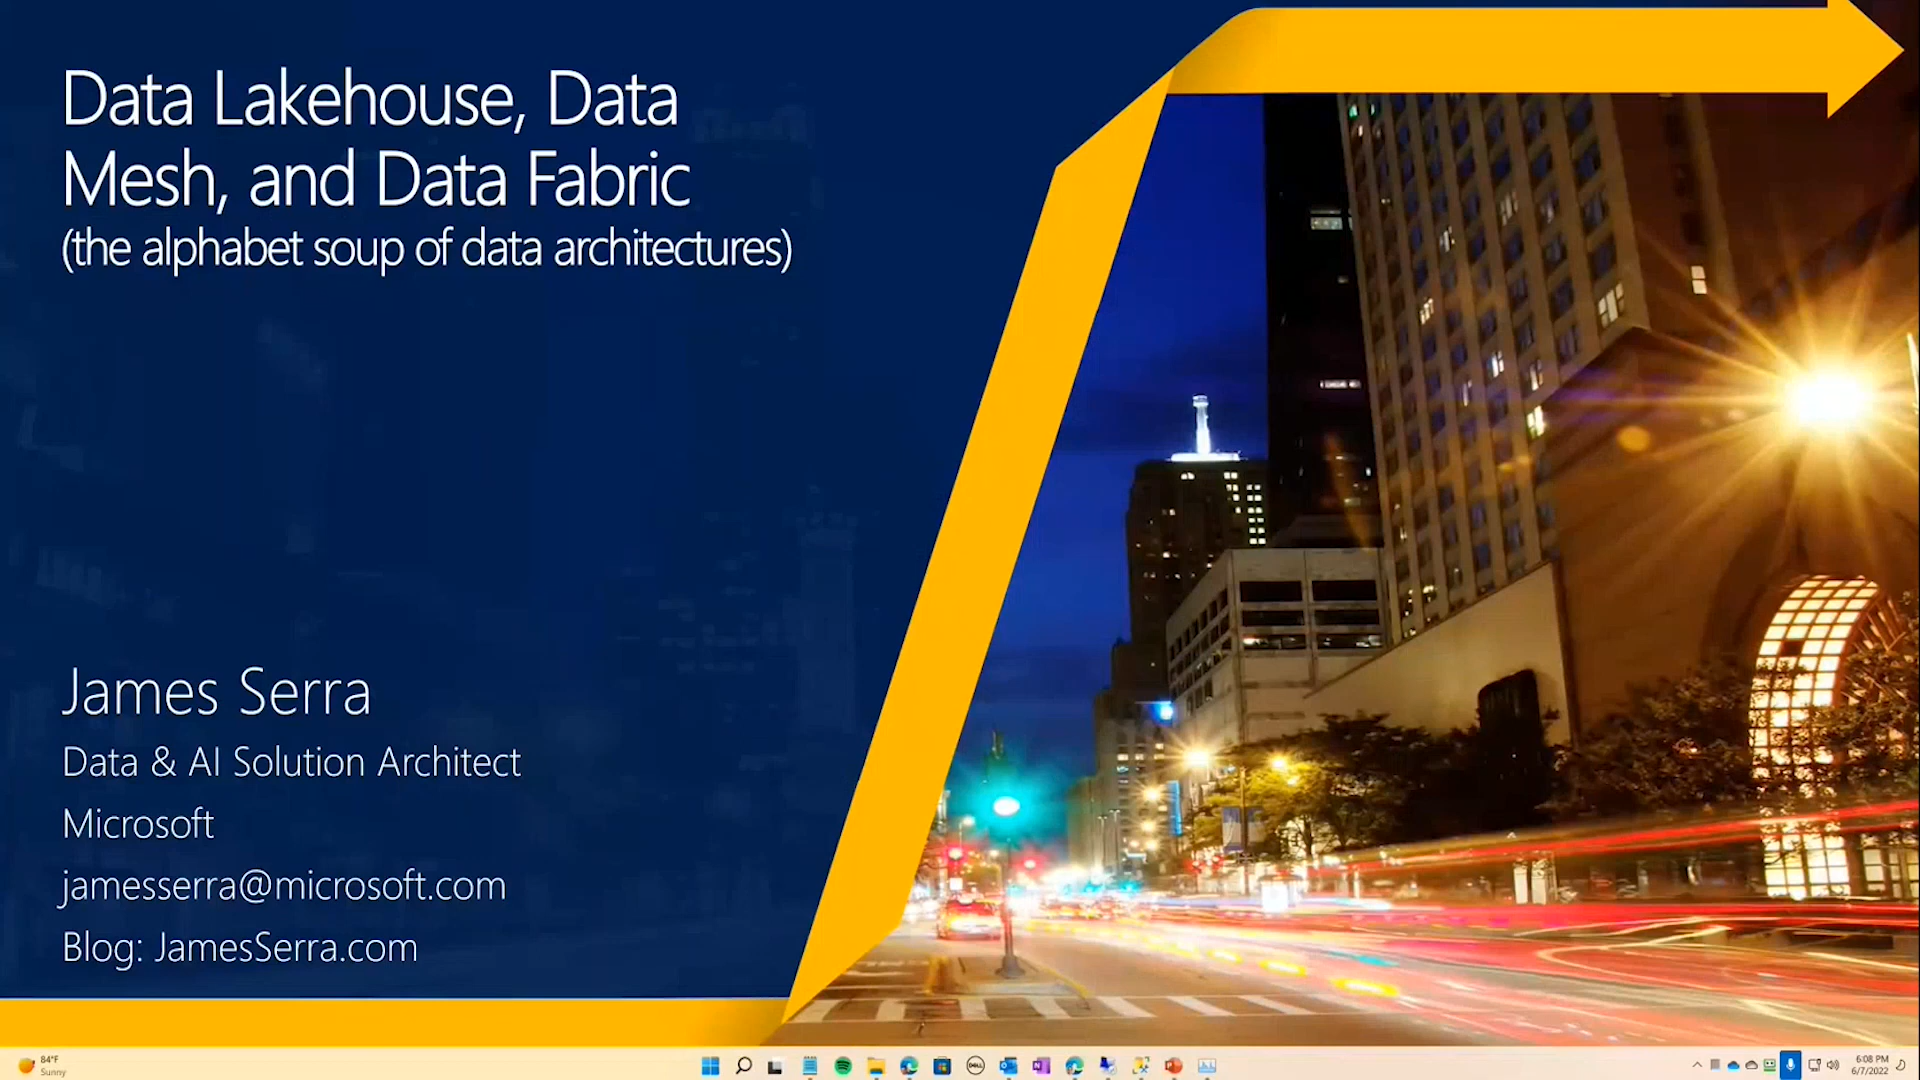 Data Lakehouse, Data
Mesh, and Data Fabric
(the alphabet soup of data architectures)
James Serra
Data & AI Solution Architect
Microsoft
jamesserra@microsoft.com
Blog: JamesSerra.com
84°F
Sunny
DELL
6:08 PM
6/7/2022